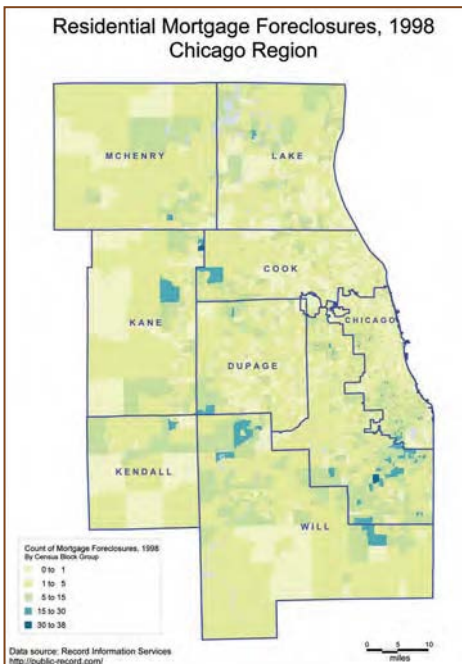 Residential Mortgage Foreclosures, 1998
Chicago Region
MCHENRY
LAKE
COOK
CHICAGO
KANE
DUPAGE
KENDALL
WILL
Count of Mortgage Foreclosures, 1998
By Census Block Group
0 to 1
1 to 5
5 to 15
15 to 30
30 to 38
Data source: Record Information Services
http://public-record.com/
0 5 10
miles